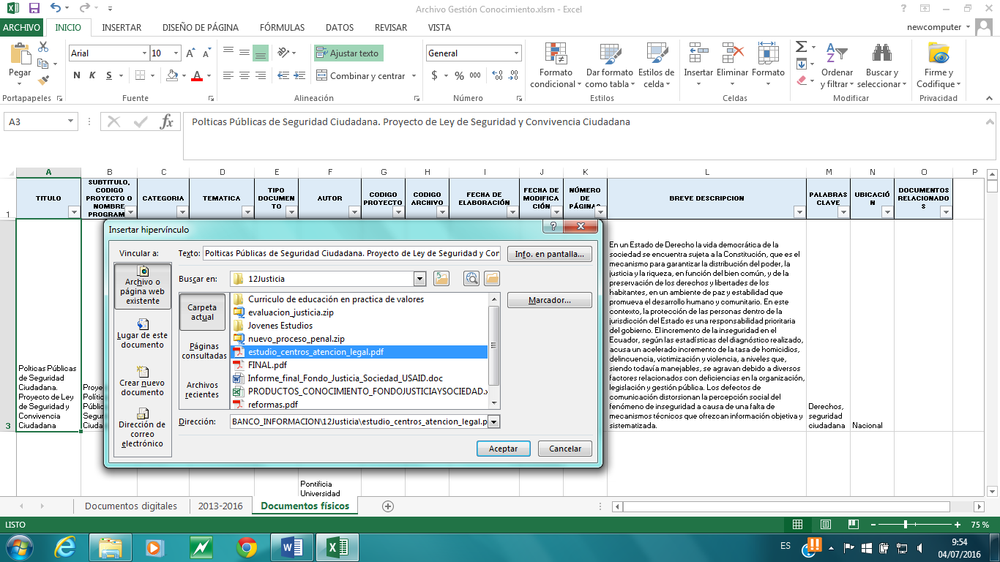 Archivo Gestión Conocimiento.xlsm - Excel
ARCHIVO INICIO INSERTAR DISEÑO DE PÁGINA FÓRMULAS DATOS REVISAR VISTA newcomputer
Pegar
Arial 10
N K S
Ajustar texto
Combinar y centrar
General
$ % 000
Formato condicional
Dar formato como tabla
Estilos de celda
Insertar Eliminar Formato
Ordenar y filtrar
Buscar y seleccionar
Firme y Codifique
Portapapeles Fuente Alineación Número Estilos Celdas Modificar Privacidad
A3 fx Polticas Públicas de Seguridad Ciudadana. Proyecto de Ley de Seguridad y Convivencia Ciudadana
A B C D E F G H I J K L M N O P
1
TITULO
SUBTITULO,
CODIGO
PROYECTO O
NOMBRE
PROGRAM
CATEGORIA
TEMATICA
TIPO
DOCUMEN
TO
AUTOR
CODIGO
PROYECTO
CODIGO
ARCHIVO
FECHA DE
ELABORACIÓN
FECHA DE
MODIFICA
CIÓN
NÚMERO
DE
PÁGINAS
BREVE DESCRIPCION
PALABRAS
CLAVE
UBICACIÓ
N
DOCUMENTOS
RELACIONADO
S
3
Polticas Públicas
de Seguridad
Ciudadana.
Proyecto de Ley
de Seguridad y
Convivencia
Ciudadana
Insertar hipervínculo
Vincular a:
Archivo o
página web
existente
Lugar de este
documento
Crear nuevo
documento
Dirección de
correo
electrónico
Texto: Polticas Públicas de Seguridad Ciudadana. Proyecto de Ley de Seguridad y Con
Info. en pantalla...
Buscar en: 12Justicia
Carpeta
actual
Páginas
consultadas
Archivos
recientes
Curriculo de educación en practica de valores
evaluacion_justicia.zip
Jovenes Estudios
nuevo_proceso_penal.zip
estudio_centros_atencion_legal.pdf
FINAL.pdf
Informe_final_Fondo_Justicia_Sociedad_USAID.doc
PRODUCTOS_CONOCIMIENTO_FONDOJUSTICIAYSOCIEDAD.x
reformas.pdf
Marcador...
Dirección: BANCO_INFORMACION\12Justicia\estudio_centros_atencion_legal.p
Aceptar Cancelar
En un Estado de Derecho la vida democrática de la
sociedad se encuentra sujeta a la Constitución, que es el
mecanismo para garantizar la distribución del poder, la
justicia y la riqueza, en función del bien común, y de la
preservación de los derechos y libertades de los
habitantes, en un ambiente de paz y estabilidad que
promueva el desarrollo humano y comunitario. En este
contexto, la protección de las personas dentro de la
jurisdicción del Estado es una responsabilidad prioritaria
del gobierno. El incremento de la inseguridad en el
Ecuador, según las estadísticas del diagnóstico realizado,
acusa un acelerado incremento de la tasa de homicidios,
delincuencia, victimización y violencia, a niveles que,
siendo todavía manejables, se agravan debido a diversos
factores relacionados con deficiencias en la organización,
legislación y gestión pública. Los defectos de
comunicación distorsionan la percepción social del
fenómeno de inseguridad a causa de una falta de
mecanismos técnicos que ofrezcan información objetiva y
sistematizada.
Derechos,
seguridad
ciudadana
Nacional
Pontificia
Universidad
Documentos digitales 2013-2016 Documentos físicos
LISTO 75 %
ES 9:54
04/07/2016